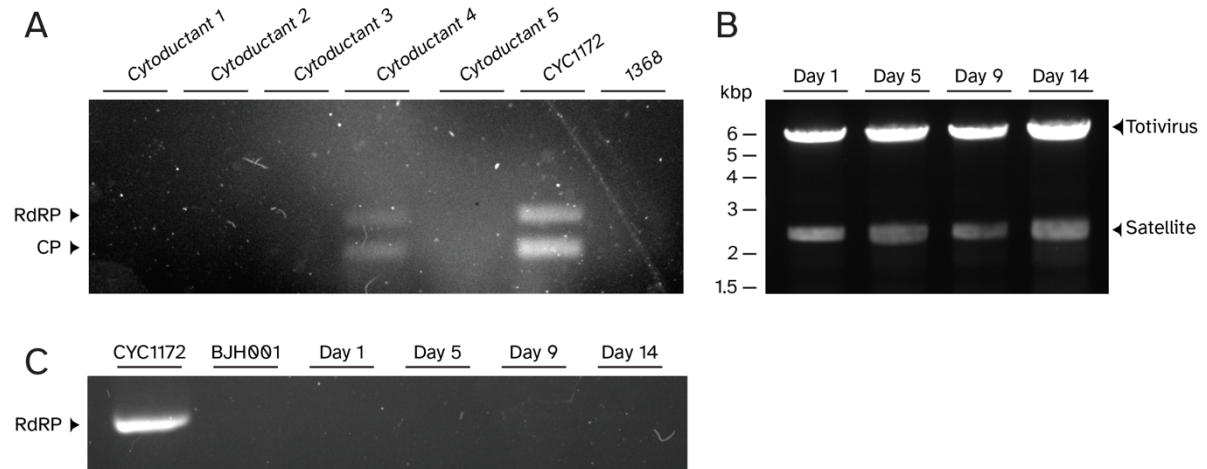 A
Cytoductant 1
Cytoductant 2
Cytoductant 3
Cytoductant 4
Cytoductant 5
CYC1172
1368
RdRP
CP
B
kbp
Day 1
Day 5
Day 9
Day 14
6
5
4
3
2
1.5
Totivirus
Satellite
C
CYC1172
BJH001
Day 1
Day 5
Day 9
Day 14
RdRP